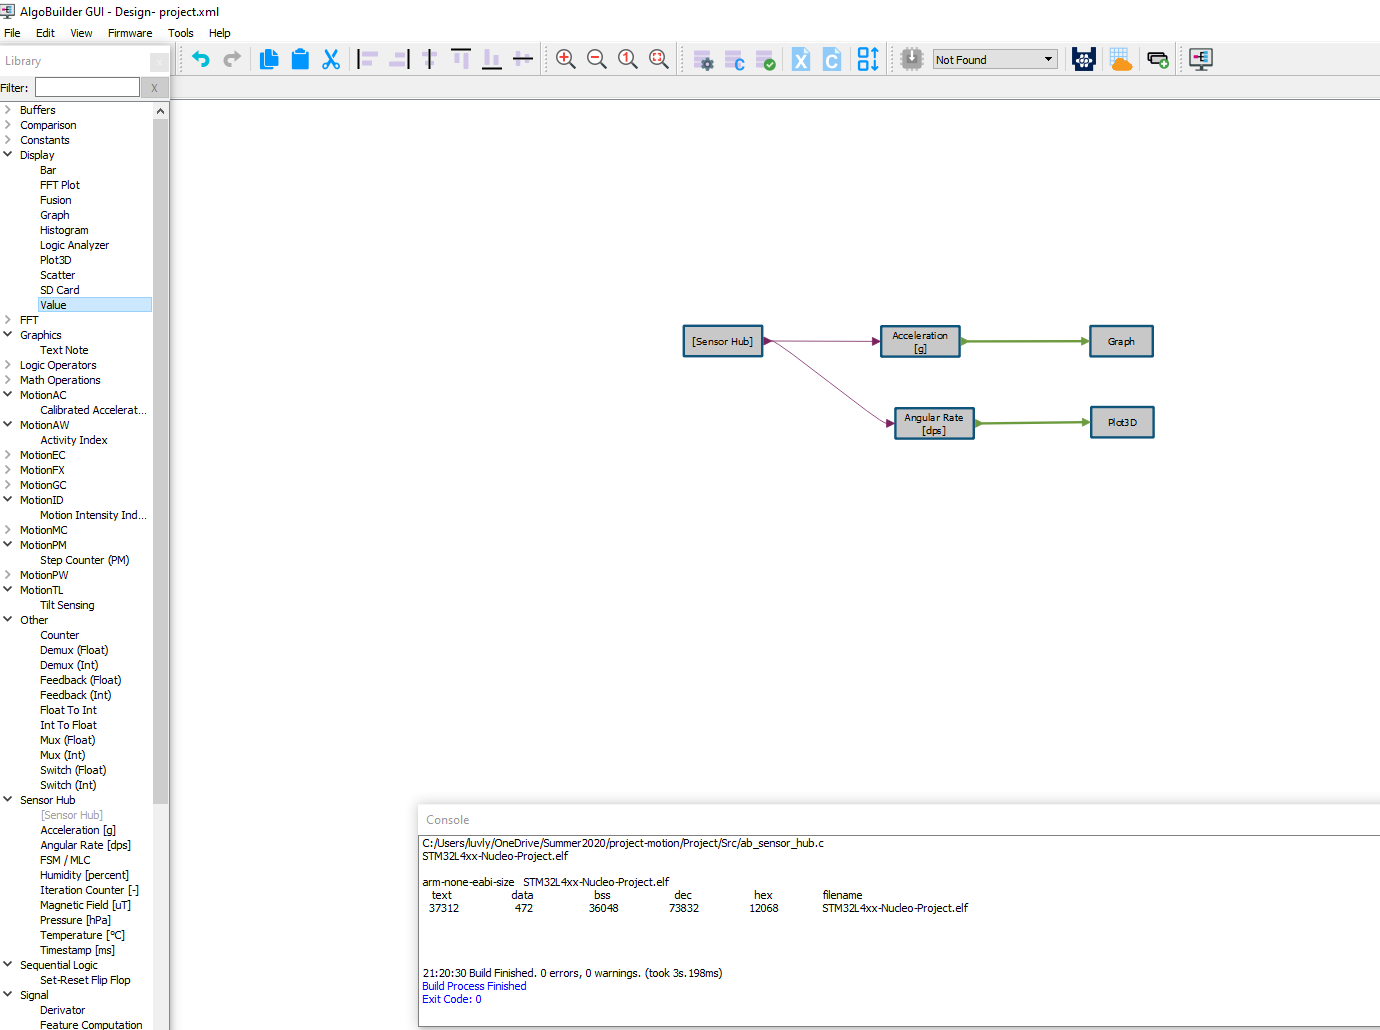 AlgoBuilder GUI - Design- project.xml
File Edit View Firmware Tools Help
Library
x
Not Found
Filter:
X
Buffers
Comparison
Constants
Display
Bar
FFT Plot
Fusion
Graph
Histogram
Logic Analyzer
Plot3D
Scatter
SD Card
Value
FFT
Graphics
Text Note
Logic Operators
Math Operations
MotionAC
Calibrated Accelerat...
MotionAW
Activity Index
MotionEC
MotionFX
MotionGC
MotionID
Motion Intensity Ind...
MotionMC
MotionPM
Step Counter (PM)
MotionPW
MotionTL
Tilt Sensing
Other
Counter
Demux (Float)
Demux (Int)
Feedback (Float)
Feedback (Int)
Float To Int
Int To Float
Mux (Float)
Mux (Int)
Switch (Float)
Switch (Int)
Sensor Hub
[Sensor Hub]
Acceleration [g]
Angular Rate [dps]
FSM / MLC
Humidity [percent]
Iteration Counter [-]
Magnetic Field [uT]
Pressure [hPa]
Temperature [°C]
Timestamp [ms]
Sequential Logic
Set-Reset Flip Flop
Signal
Derivator
Feature Computation
[Sensor Hub]
Acceleration
[g]
Graph
Angular Rate
[dps]
Plot3D
Console
C:/Users/luvly/OneDrive/Summer2020/project-motion/Project/Src/ab_sensor_hub.c
STM32L4xx-Nucleo-Project.elf
arm-none-eabi-size STM32L4xx-Nucleo-Project.elf
text data bss dec hex filename
37312 472 36048 73832 12068 STM32L4xx-Nucleo-Project.elf
21:20:30 Build Finished. 0 errors, 0 warnings. (took 3s.198ms)
Build Process Finished
Exit Code: 0